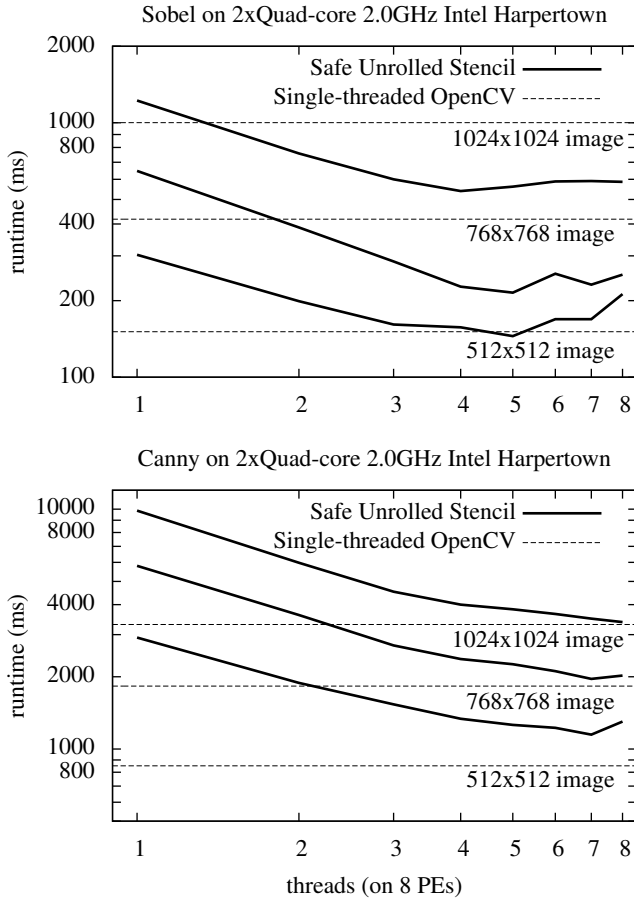 Sobel on 2xQuad-core 2.0GHz Intel Harpertown
2000
Safe Unrolled Stencil
Single-threaded OpenCV
1000
1024x1024 image
800
runtime (ms)
400
768x768 image
200
512x512 image
100
1 2 3 4 5 6 7 8
Canny on 2xQuad-core 2.0GHz Intel Harpertown
10000
Safe Unrolled Stencil
8000
Single-threaded OpenCV
4000
runtime (ms)
1024x1024 image
2000
768x768 image
1000
800
512x512 image
1 2 3 4 5 6 7 8
threads (on 8 PEs)